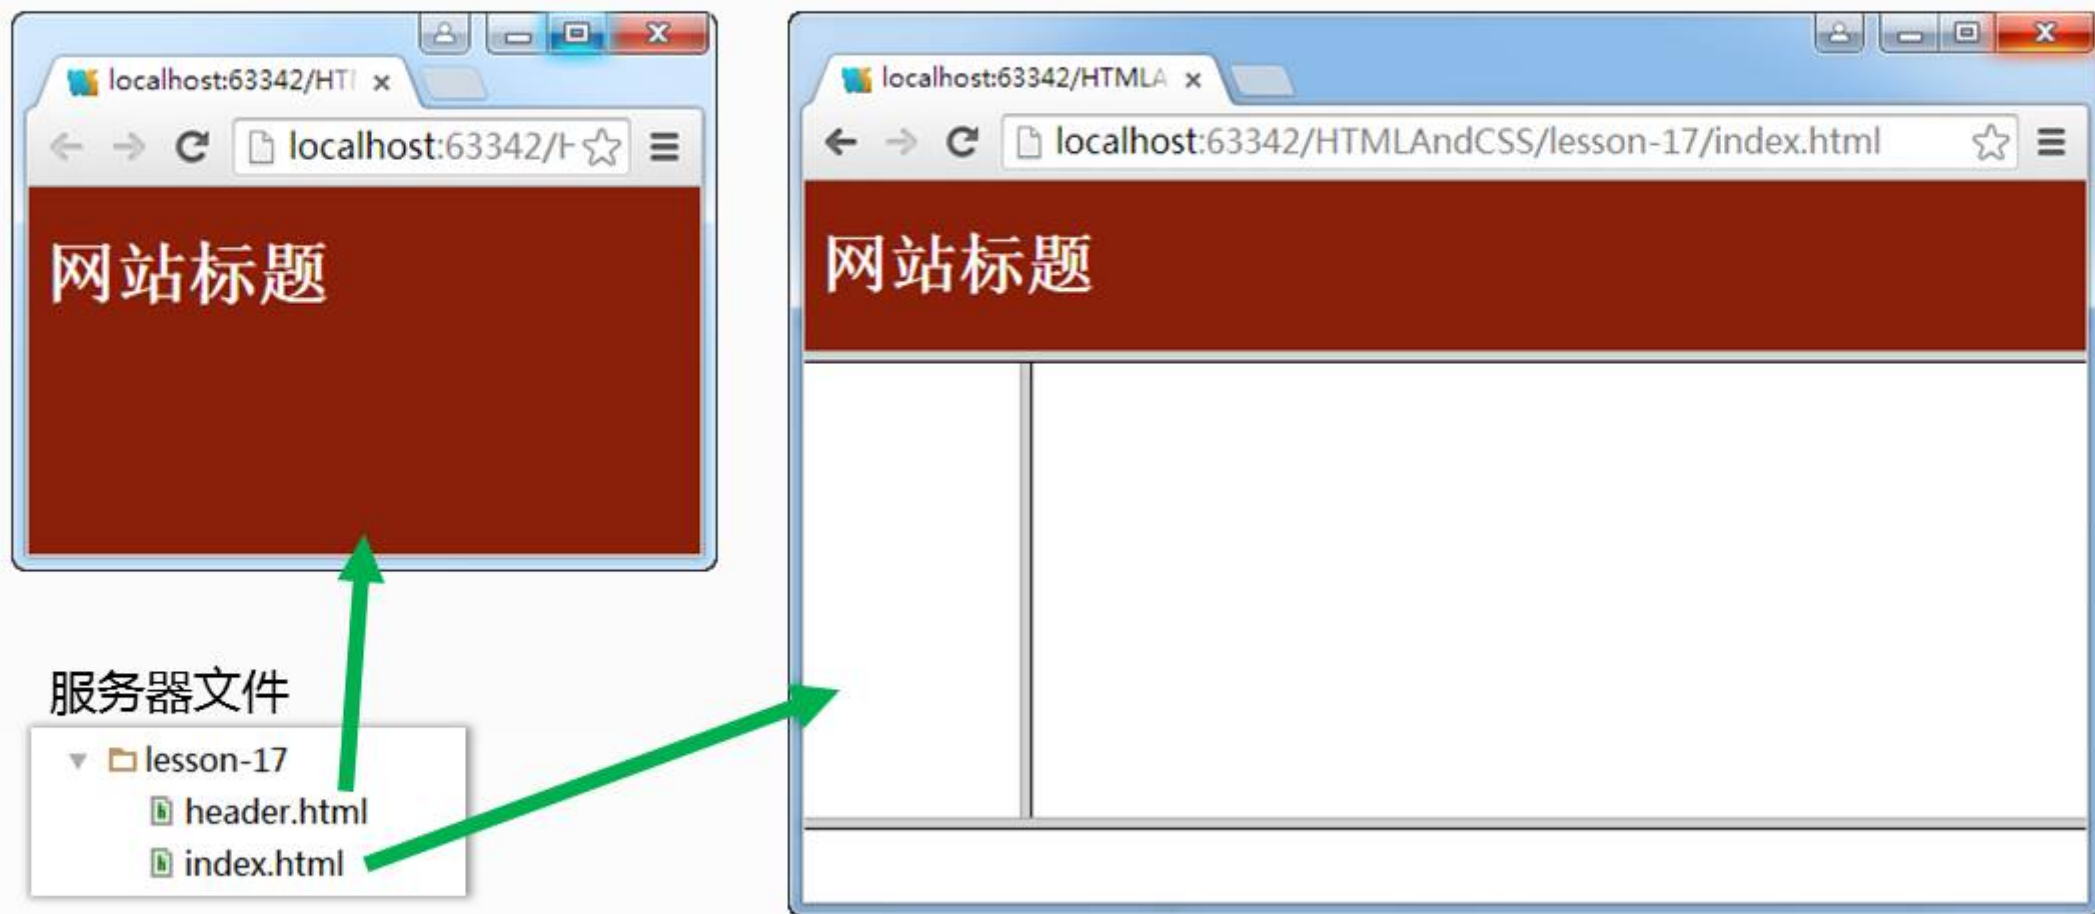 localhost:63342/HTI
localhost:63342/H
网站标题
服务器文件
lesson-17
header.html
index.html
localhost:63342/HTMLA
localhost:63342/HTMLAndCSS/lesson-17/index.html
网站标题